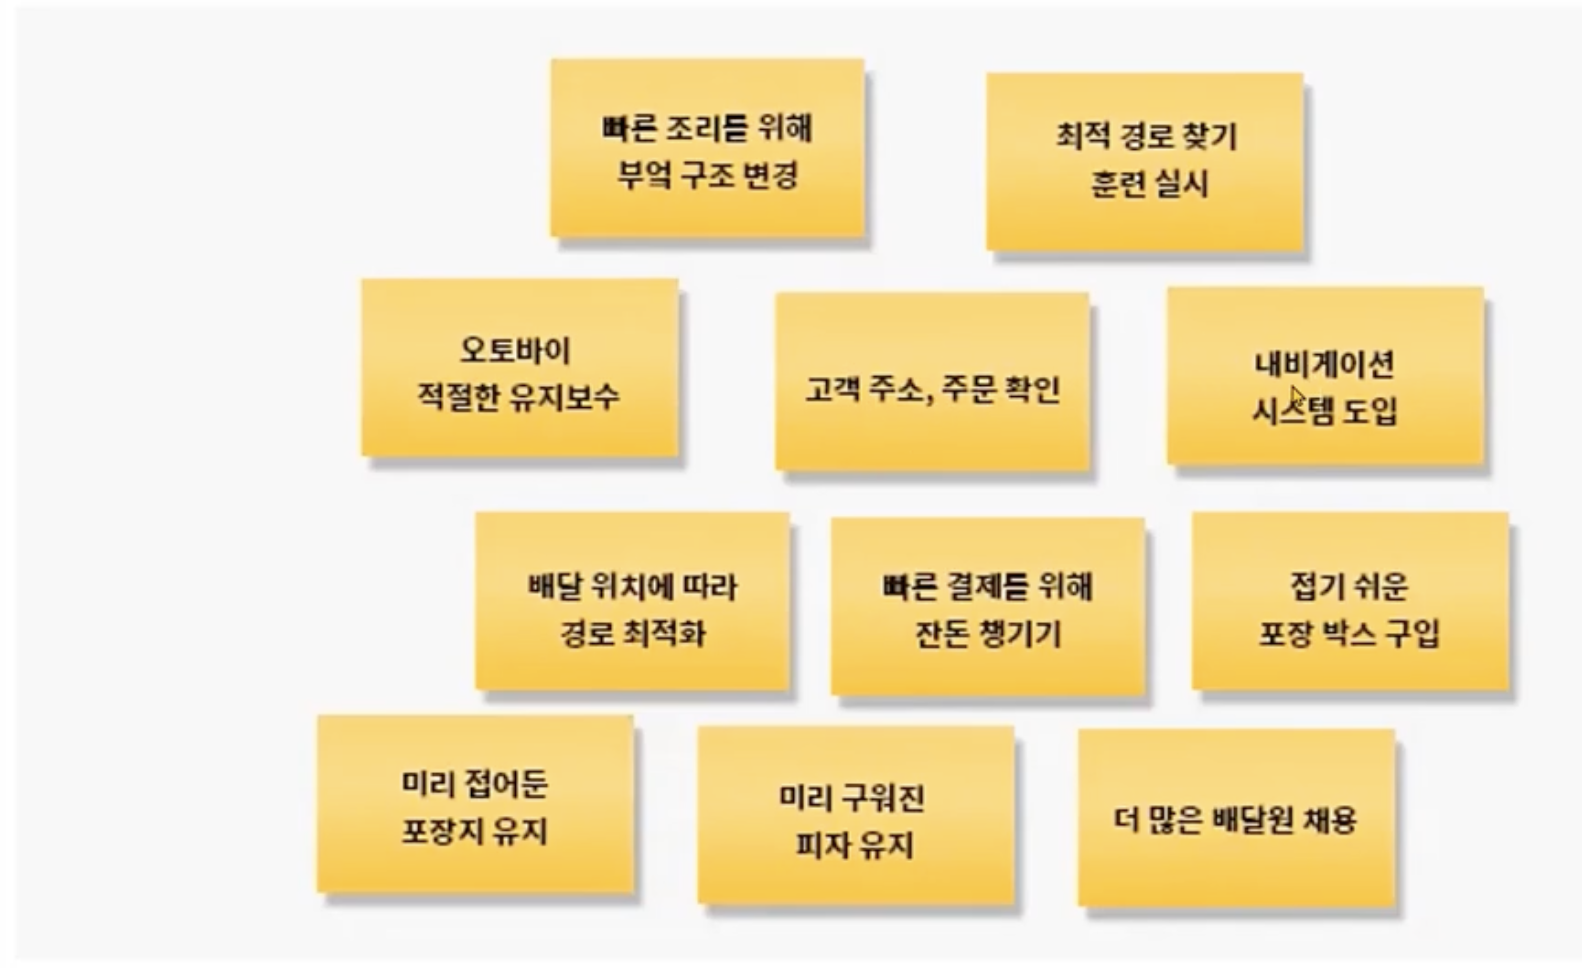 빠른 조리를 위해
부엌 구조 변경
최적 경로 찾기
훈련 실시
오토바이
적절한 유지보수
고객 주소, 주문 확인
내비게이션
시스템 도입
배달 위치에 따라
경로 최적화
빠른 결제를 위해
잔돈 챙기기
접기 쉬운
포장 박스 구입
미리 접어둔
포장지 유지
미리 구워진
피자 유지
더 많은 배달원 채용